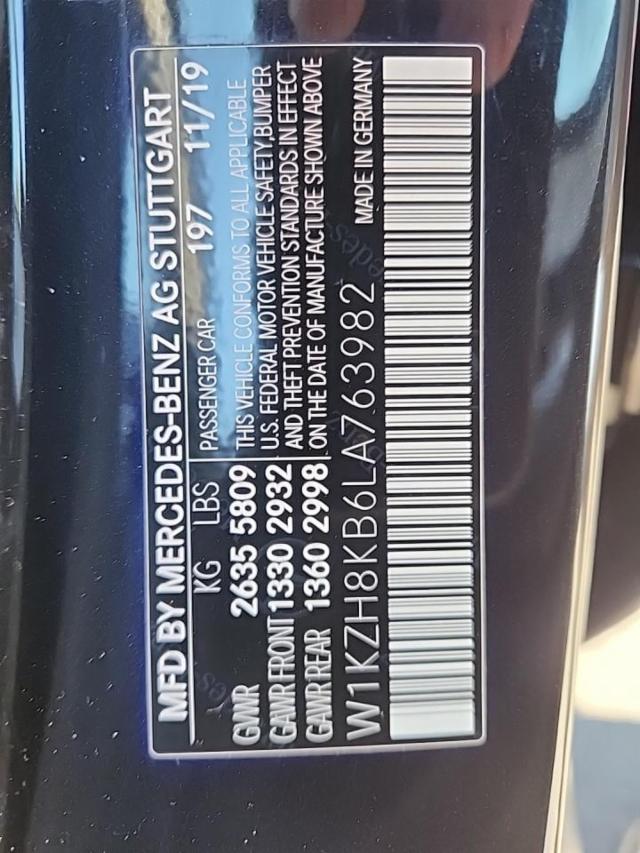 MFD BY MERCEDES-BENZ AG STUTTGART
KG LBS 197 11/19
PASSENGER CAR
GVWR 2635 5809 THIS VEHICLE CONFORMS TO ALL APPLICABLE
U.S. FEDERAL MOTOR VEHICLE SAFETY,BUMPER
GAWR FRONT 1330 2932 AND THEFT PREVENTION STANDARDS IN EFFECT
GAWR REAR 1360 2998 ON THE DATE OF MANUFACTURE SHOWN ABOVE
W1KZH8KB6LA763982 MADE IN GERMANY